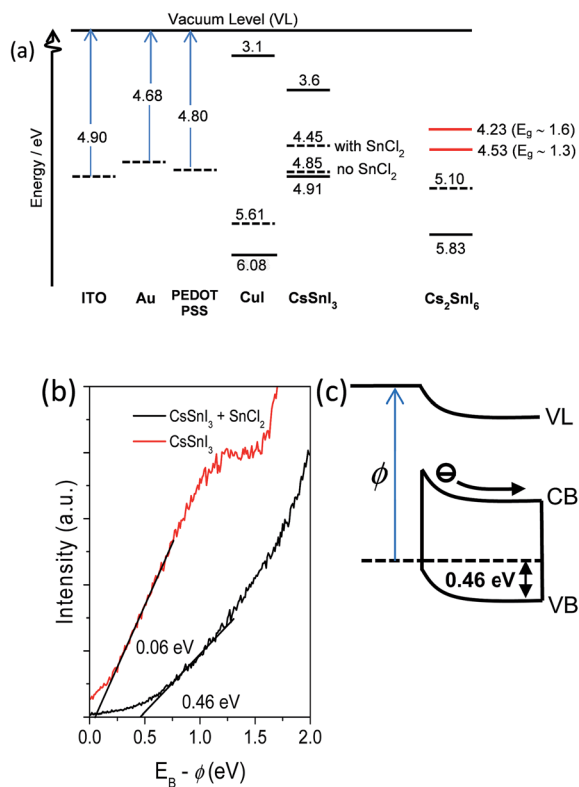 Vacuum Level (VL)
(a)
Energy / eV
4.90
4.68
4.80
3.1
5.61
6.08
3.6
4.45
with SnCl2
4.85
no SnCl2
4.91
4.23 (Eg ~ 1.6)
4.53 (Eg ~ 1.3)
5.10
5.83
ITO
Au
PEDOT
PSS
CuI
CsSnI3
Cs2SnI6
(b)
CsSnI3 + SnCl2
CsSnI3
Intensity (a.u.)
0.06 eV
0.46 eV
0.0 0.5 1.0 1.5 2.0
EB - ϕ (eV)
(c)
VL
ϕ
CB
0.46 eV
VB